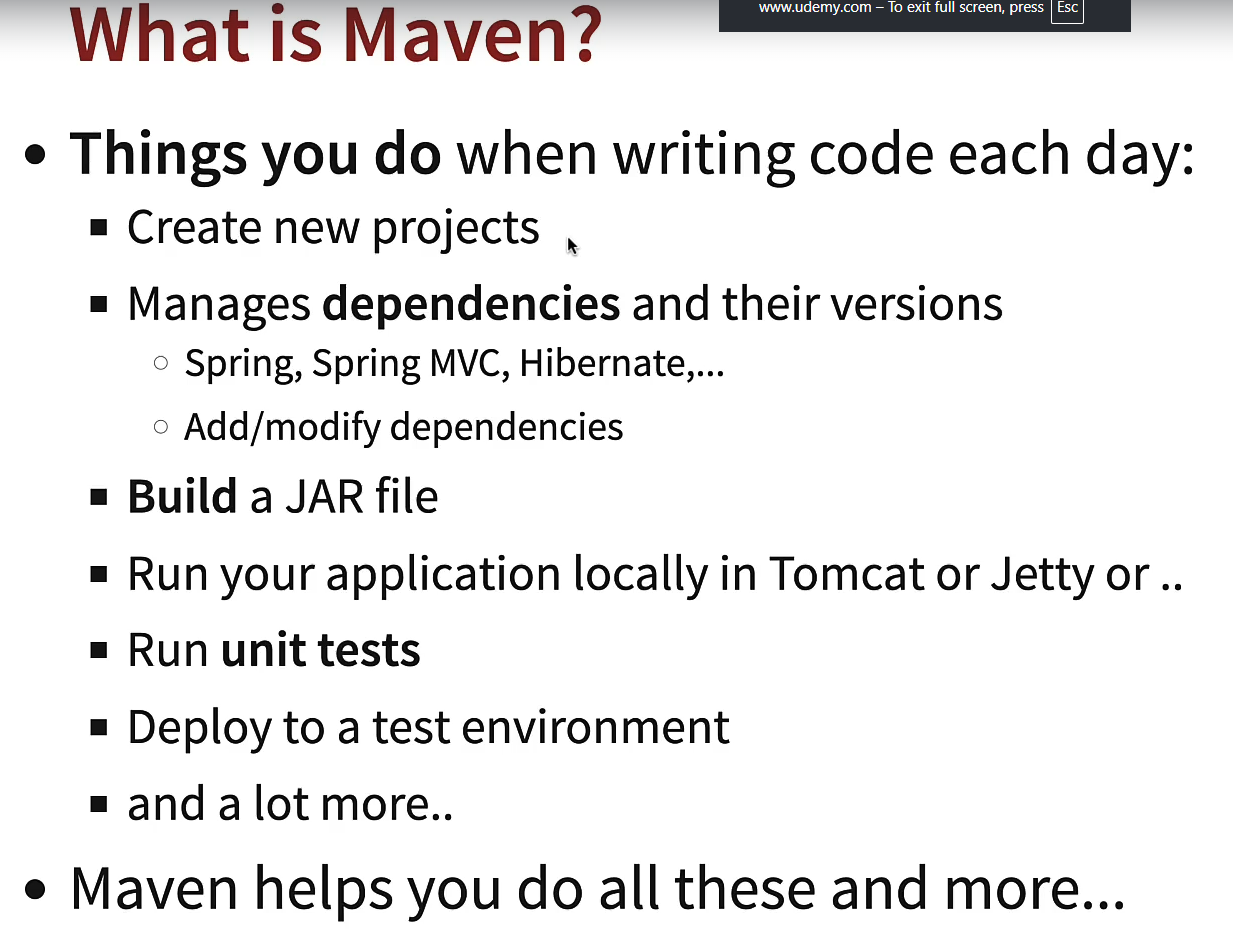 www.udemy.com – To exit full screen, press Esc
What is Maven?
Things you do when writing code each day:
Create new projects
Manages dependencies and their versions
Spring, Spring MVC, Hibernate,...
Add/modify dependencies
Build a JAR file
Run your application locally in Tomcat or Jetty or ..
Run unit tests
Deploy to a test environment
and a lot more..
Maven helps you do all these and more...